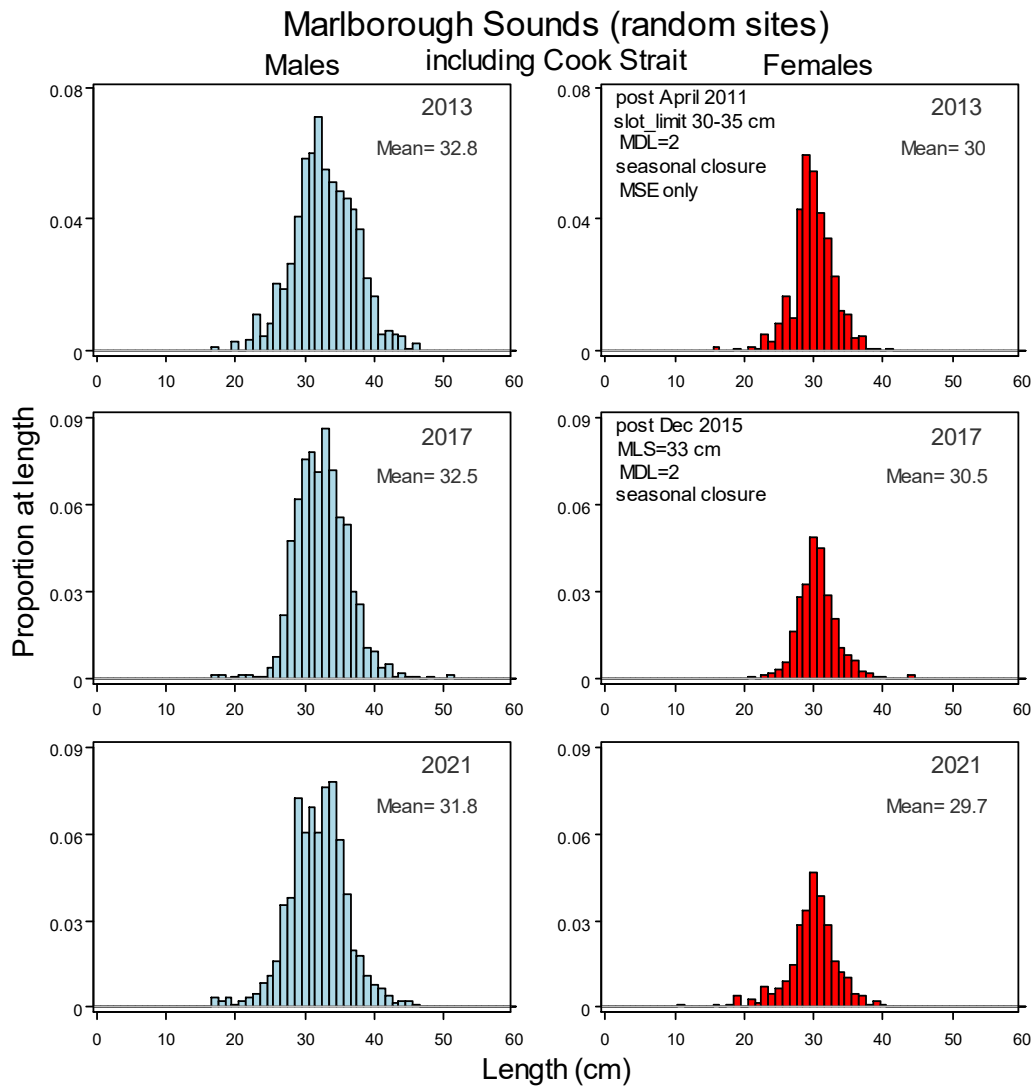 Marlborough Sounds (random sites)
including Cook Strait
Males
Females
0.08
0.04
0
2013
Mean= 32.8
0 10 20 30 40 50 60
0.08
0.04
0
post April 2011
slot_limit 30-35 cm
MDL=2
seasonal closure
MSE only
2013
Mean= 30
0 10 20 30 40 50 60
Proportion at length
0.09
0.06
0.03
0
2017
Mean= 32.5
0 10 20 30 40 50 60
0.09
0.06
0.03
0
post Dec 2015
MLS=33 cm
MDL=2
seasonal closure
2017
Mean= 30.5
0 10 20 30 40 50 60
0.09
0.06
0.03
0
2021
Mean= 31.8
0 10 20 30 40 50 60
0.09
0.06
0.03
0
2021
Mean= 29.7
0 10 20 30 40 50 60
Length (cm)